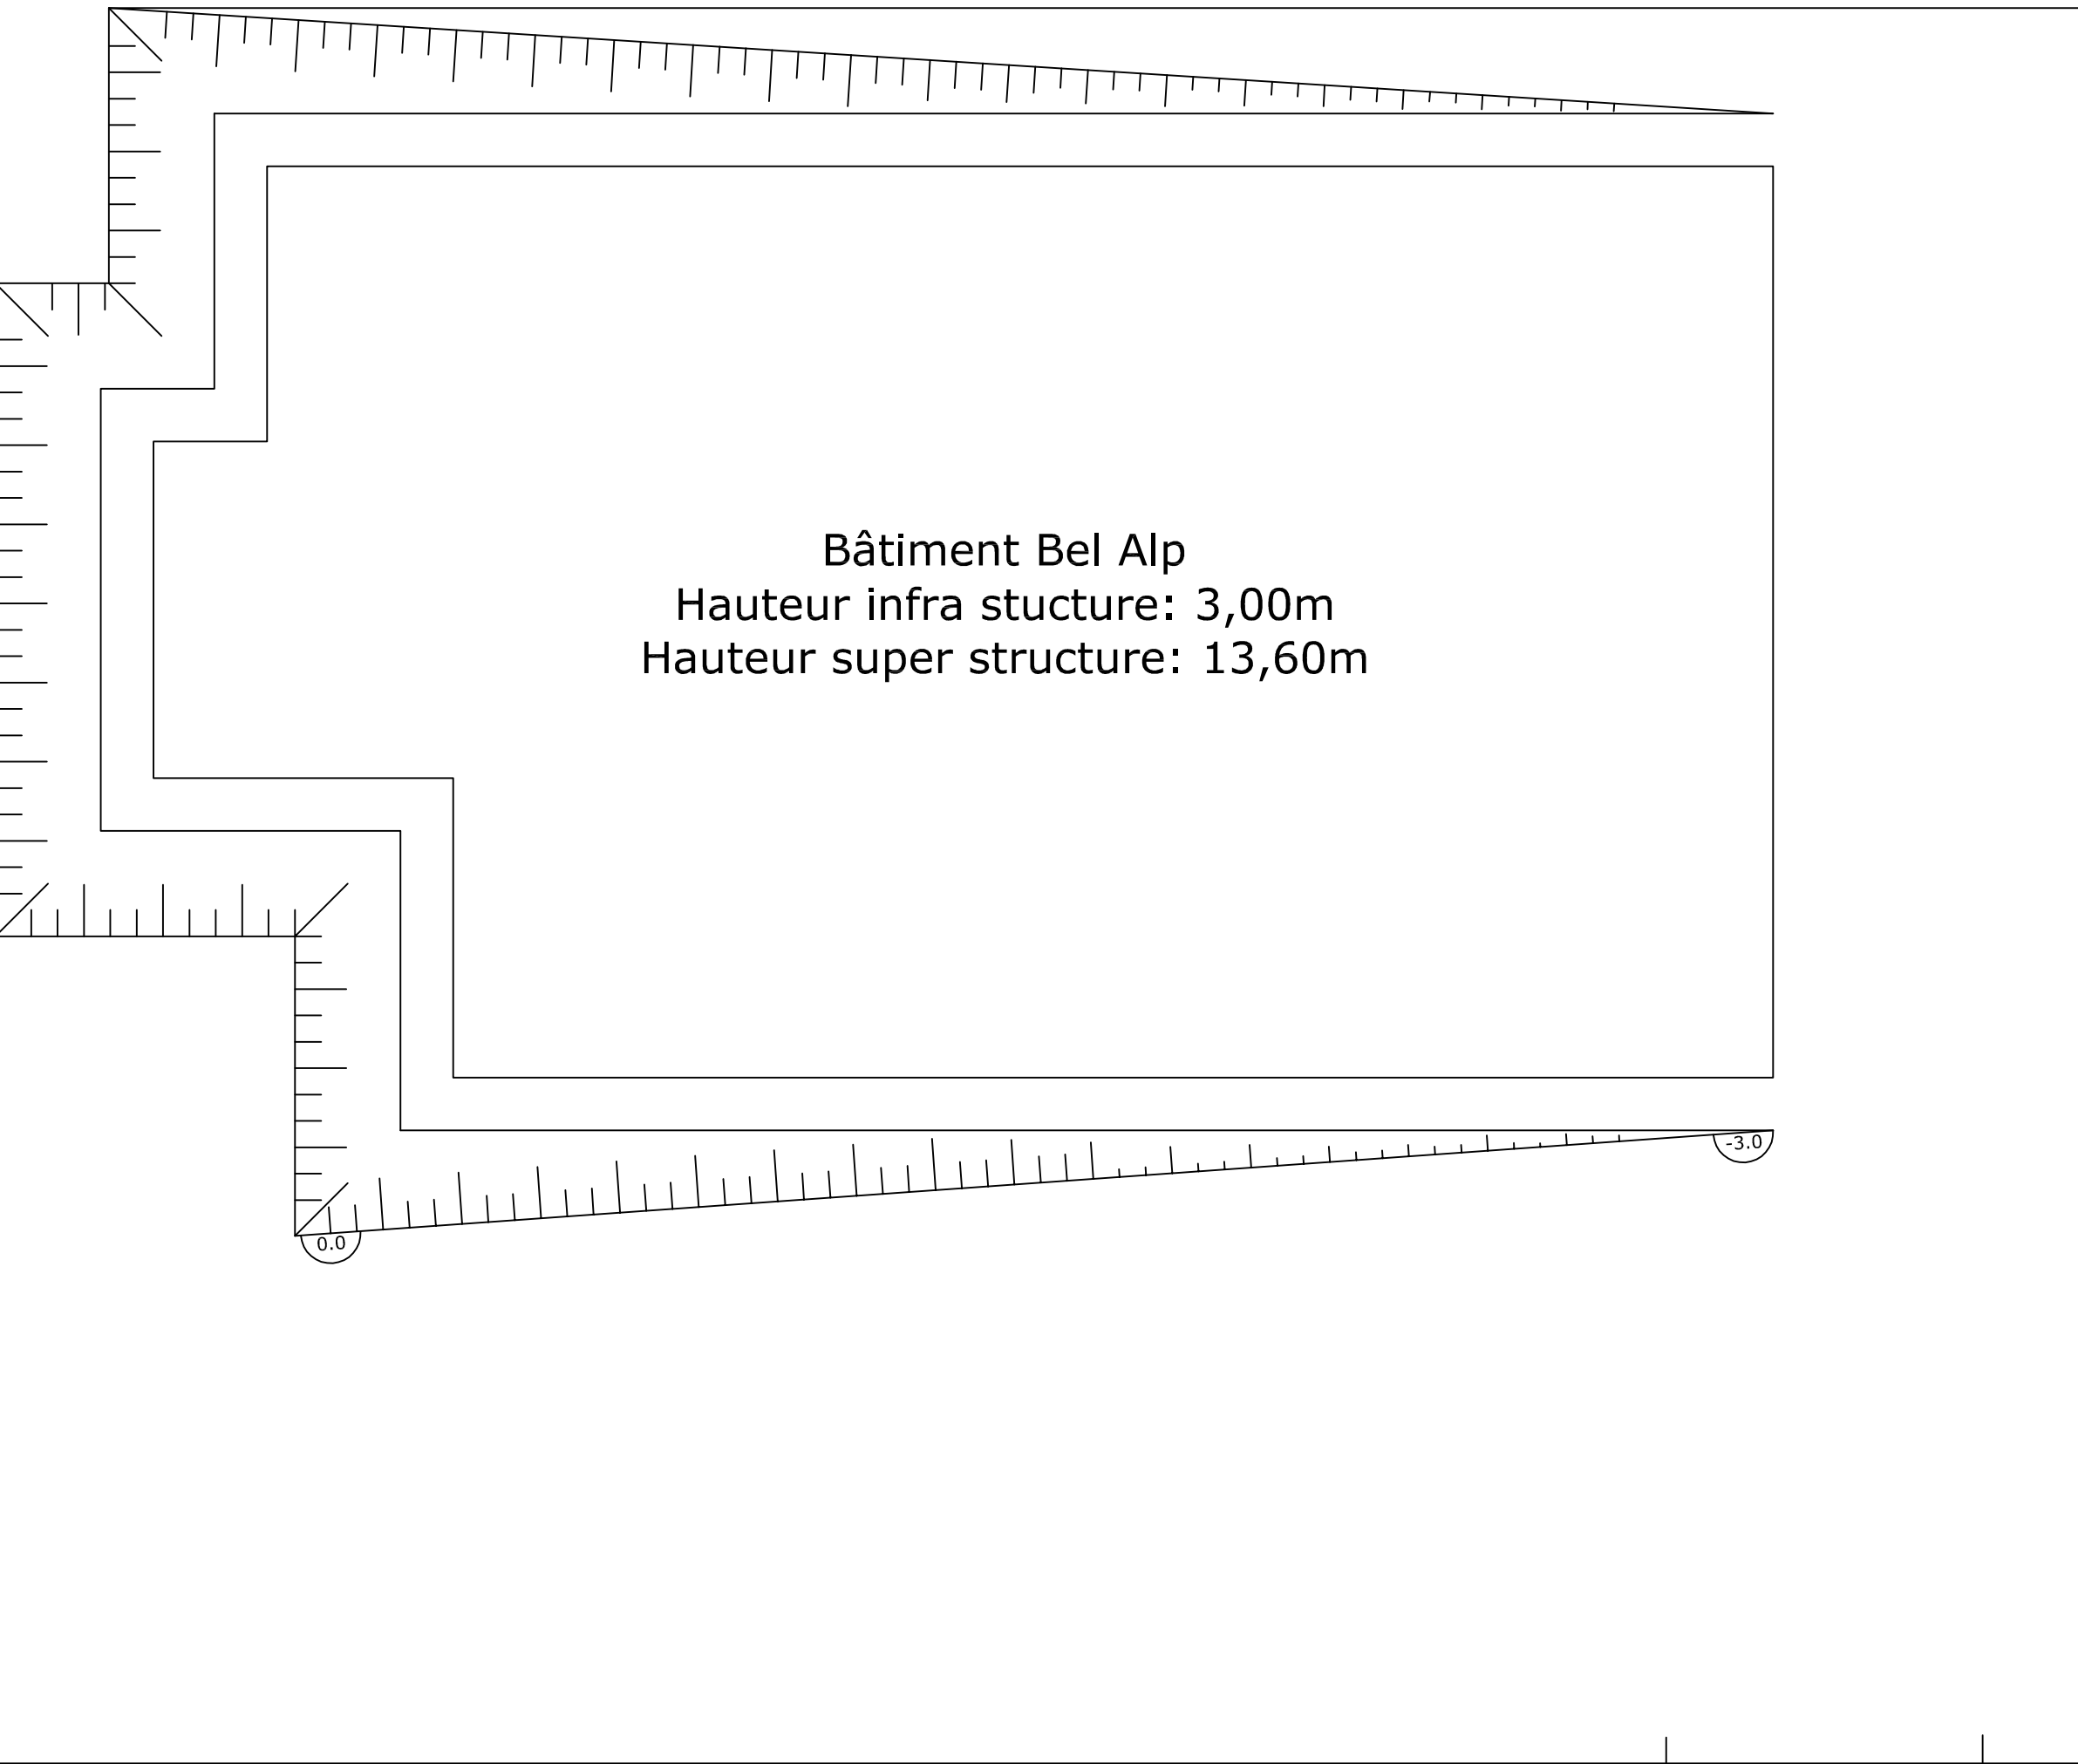 Bâtiment Bel Alp
Hauteur infra stucture: 3,00m
Hauteur super structure: 13,60m
-3.0
0.0